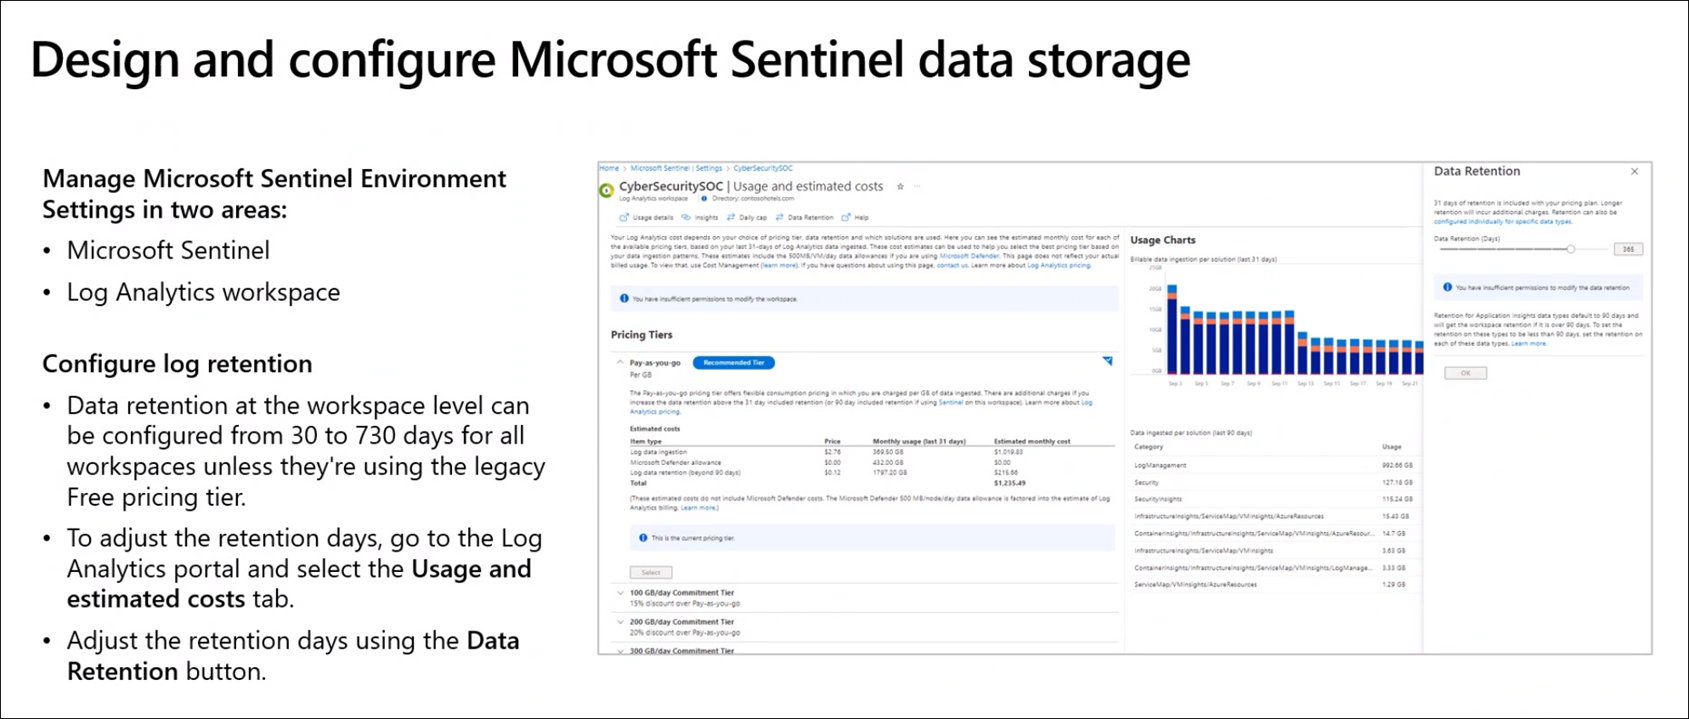 Design and configure Microsoft Sentinel data storage
Manage Microsoft Sentinel Environment
Settings in two areas:
• Microsoft Sentinel
• Log Analytics workspace
Configure log retention
• Data retention at the workspace level can
be configured from 30 to 730 days for all
workspaces unless they're using the legacy
Free pricing tier.
• To adjust the retention days, go to the Log
Analytics portal and select the Usage and
estimated costs tab.
• Adjust the retention days using the Data
Retention button.
Home > Microsoft Sentinel | Settings > CyberSecuritySOC
CyberSecuritySOC | Usage and estimated costs
Log Analytics workspace Directory: contosohotels.com
Usage details Insights Daily cap Data Retention Help
Your Log Analytics cost depends on your choice of pricing tier, data retention and which solutions are used. Here you can see the estimated monthly cost for each of
the available pricing tiers, based on your last 31-days of Log Analytics data ingested. These cost estimates can be used to help you select the best pricing tier based on
your data ingestion patterns. These estimates include the 500MB/VM/day data allowances if you are using Microsoft Defender. This page does not reflect your actual
billed usage. To view that, use Cost Management (learn more). If you have questions about using this page, contact us. Learn more about Log Analytics pricing.
You have insufficient permissions to modify the workspace.
Pricing Tiers
Pay-as-you-go Recommended Tier
Per GB
The Pay-as-you-go pricing tier offers flexible consumption pricing in which you are charged per GB of data ingested. There are additional charges if you
increase the data retention above the 31 day included retention (or 90 day included retention if using Sentinel on this workspace). Learn more about Log
Analytics pricing.
Estimated costs
Item type Price Monthly usage (last 31 days) Estimated monthly cost
Log data ingestion $2.76 369.50 GB $1,019.83
Microsoft Defender allowance $0.00 432.00 GB $0.00
Log data retention (beyond 90 days) $0.12 1797.20 GB $215.66
Total $1,235.49
(These estimated costs do not include Microsoft Defender costs. The Microsoft Defender 500 MB/node/day data allowance is factored into the estimate of Log
Analytics billing. Learn more.)
This is the current pricing tier.
Select
100 GB/day Commitment Tier
15% discount over Pay-as-you-go
200 GB/day Commitment Tier
20% discount over Pay-as-you-go
300 GB/day Commitment Tier
Usage Charts
Billable data ingestion per solution (last 31 days)
25GB
20GB
15GB
10GB
5GB
0GB
Sep 3 Sep 5 Sep 7 Sep 9 Sep 11 Sep 13 Sep 15 Sep 17 Sep 19 Sep 21
Data ingested per solution (last 90 days)
Category Usage
LogManagement 992.66 GB
Security 127.18 GB
SecurityInsights 115.24 GB
InfrastructureInsights/ServiceMap/VMInsights/AzureResources 15.43 GB
ContainerInsights/InfrastructureInsights/ServiceMap/VMInsights/AzureResour... 14.7 GB
InfrastructureInsights/ServiceMap/VMInsights 3.63 GB
ContainerInsights/InfrastructureInsights/ServiceMap/VMInsights/LogManage... 3.33 GB
ServiceMap/VMInsights/AzureResources 1.29 GB
Data Retention
31 days of retention is included with your pricing plan. Longer
retention will incur additional charges. Retention can also be
configured individually for specific data types.
Data Retention (Days)
365
You have insufficient permissions to modify the data retention
Retention for Application Insights data types default to 90 days and
will get the workspace retention if it is over 90 days. To set the
retention on these types to be less than 90 days, set the retention on
each of these data types. Learn more.
OK